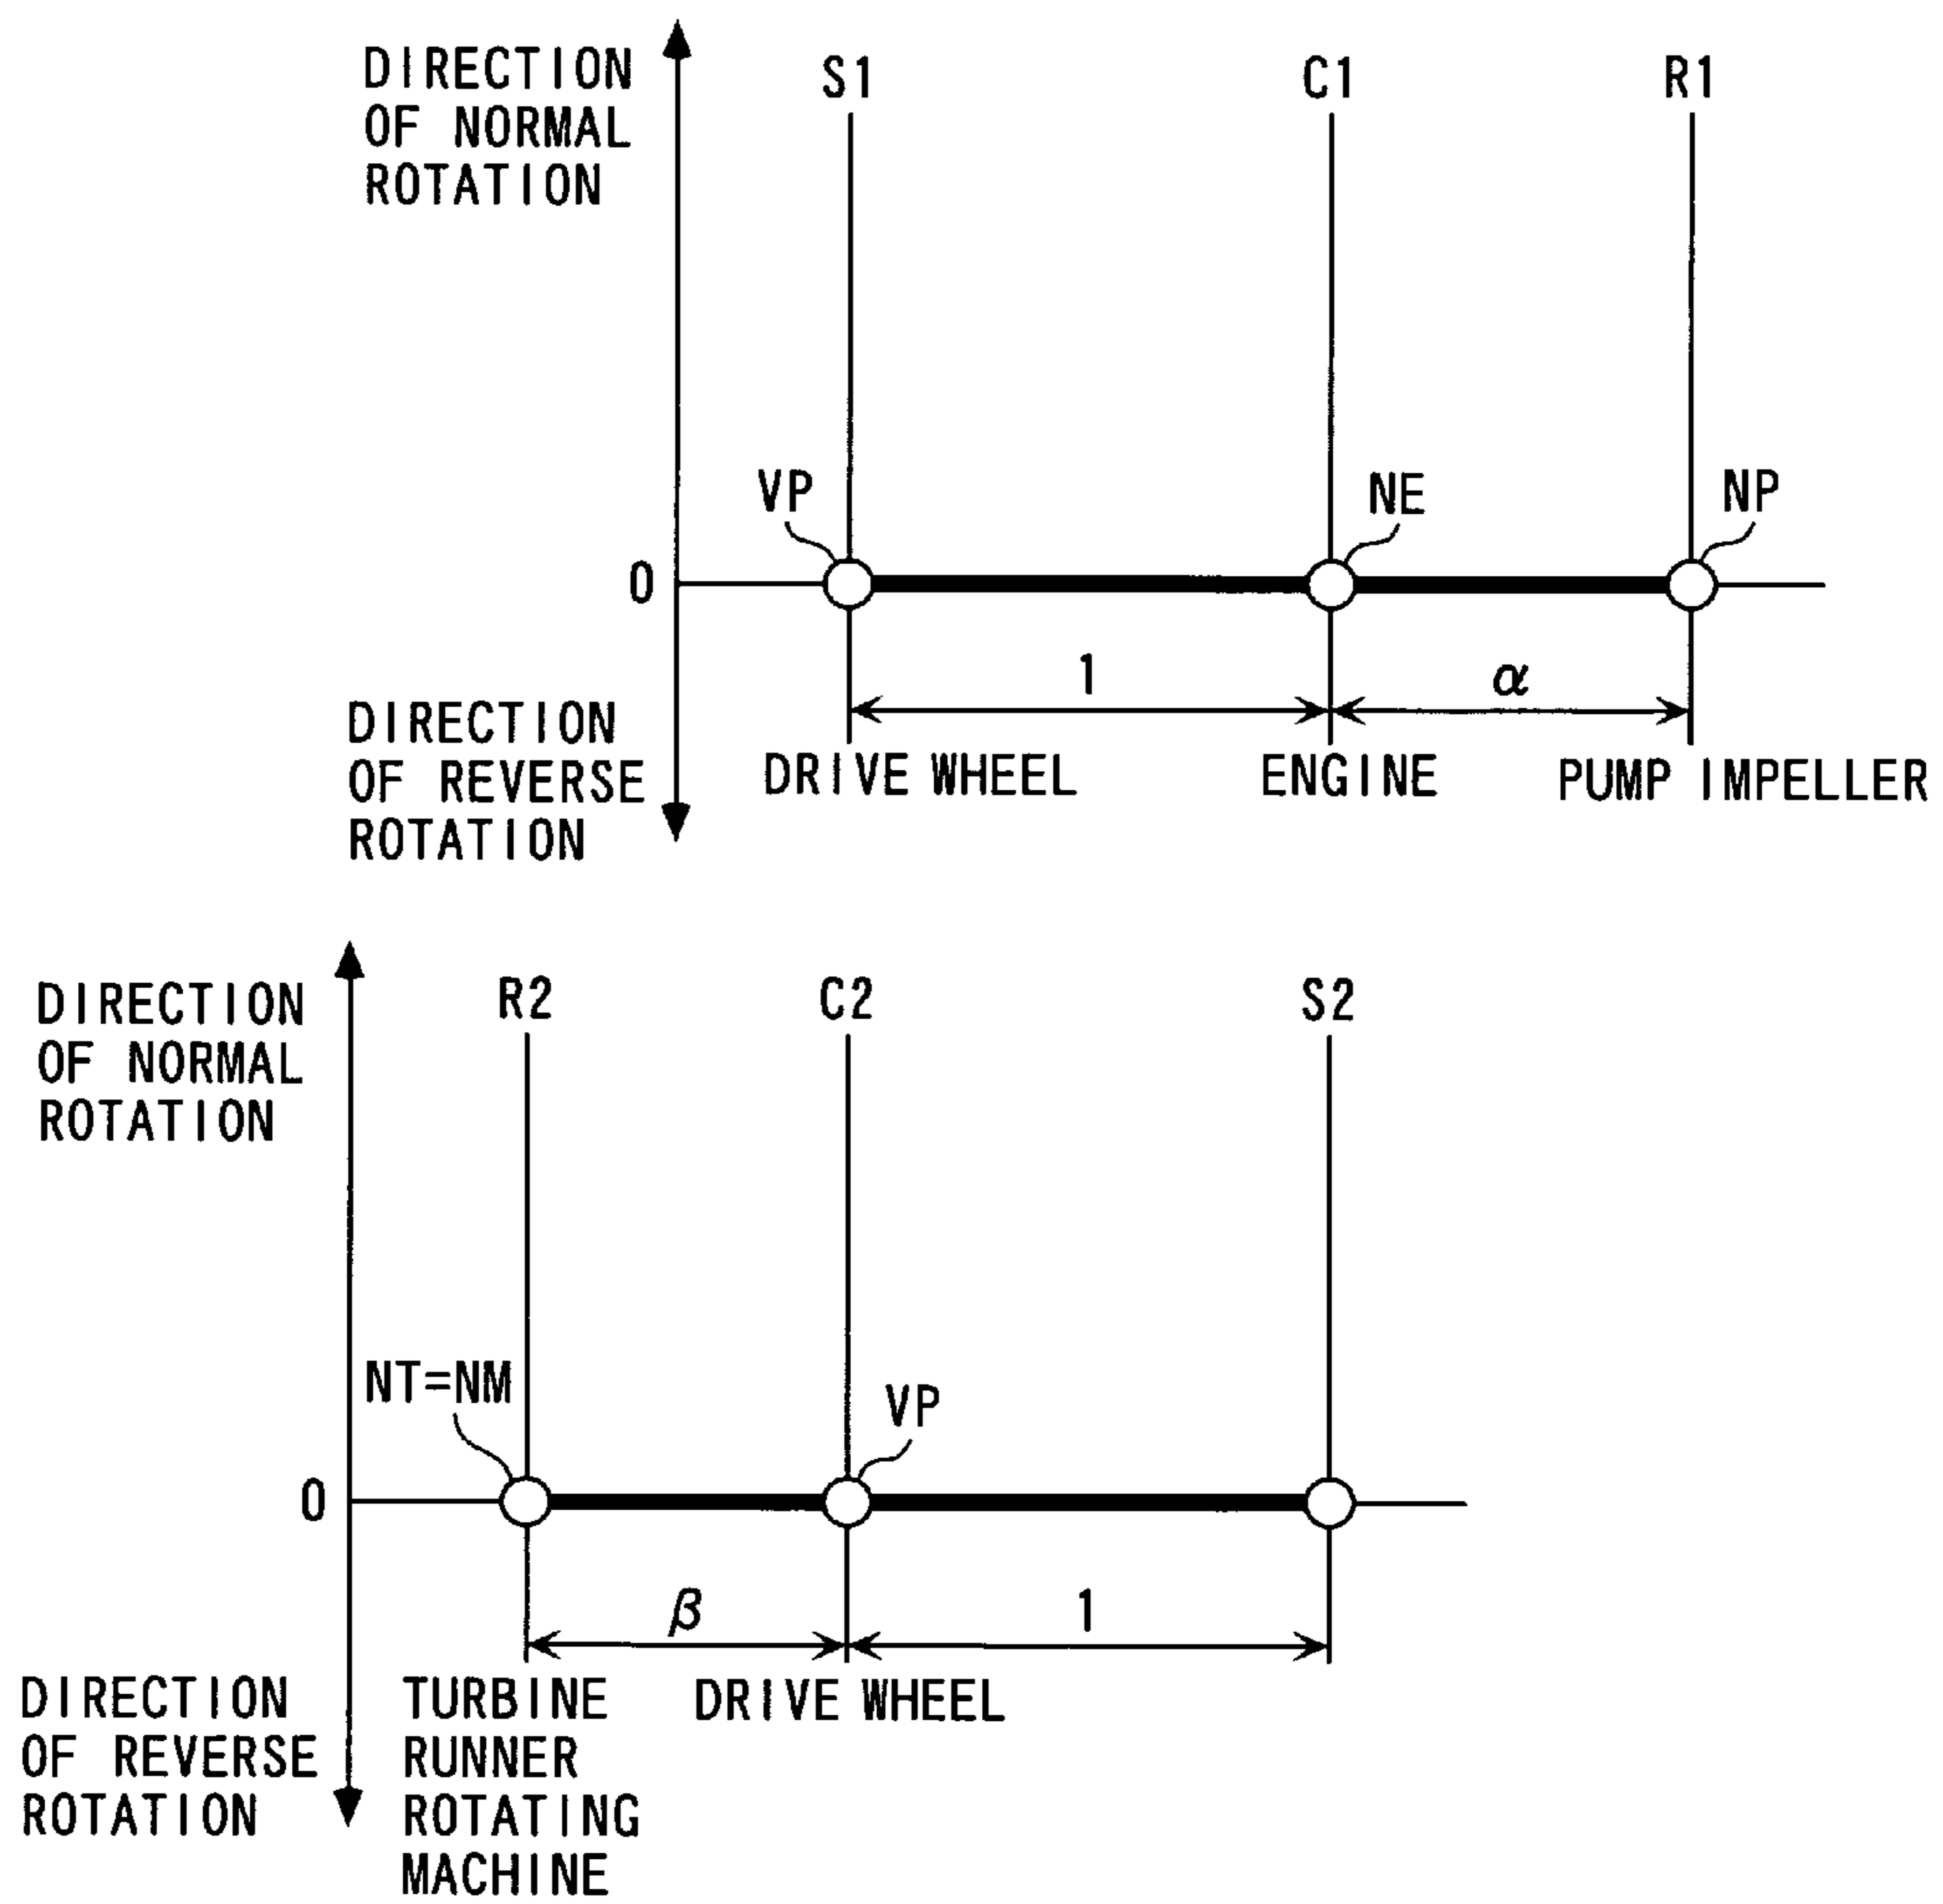 DIRECTION
OF NORMAL
ROTATION
S1
C1
R1
VP
NE
NP
0
1
α
DIRECTION
OF REVERSE
ROTATION
DRIVE WHEEL
ENGINE
PUMP IMPELLER
DIRECTION
OF NORMAL
ROTATION
R2
C2
S2
NT=NM
VP
0
β
1
DIRECTION
OF REVERSE
ROTATION
TURBINE
RUNNER
ROTATING
MACHINE
DRIVE WHEEL